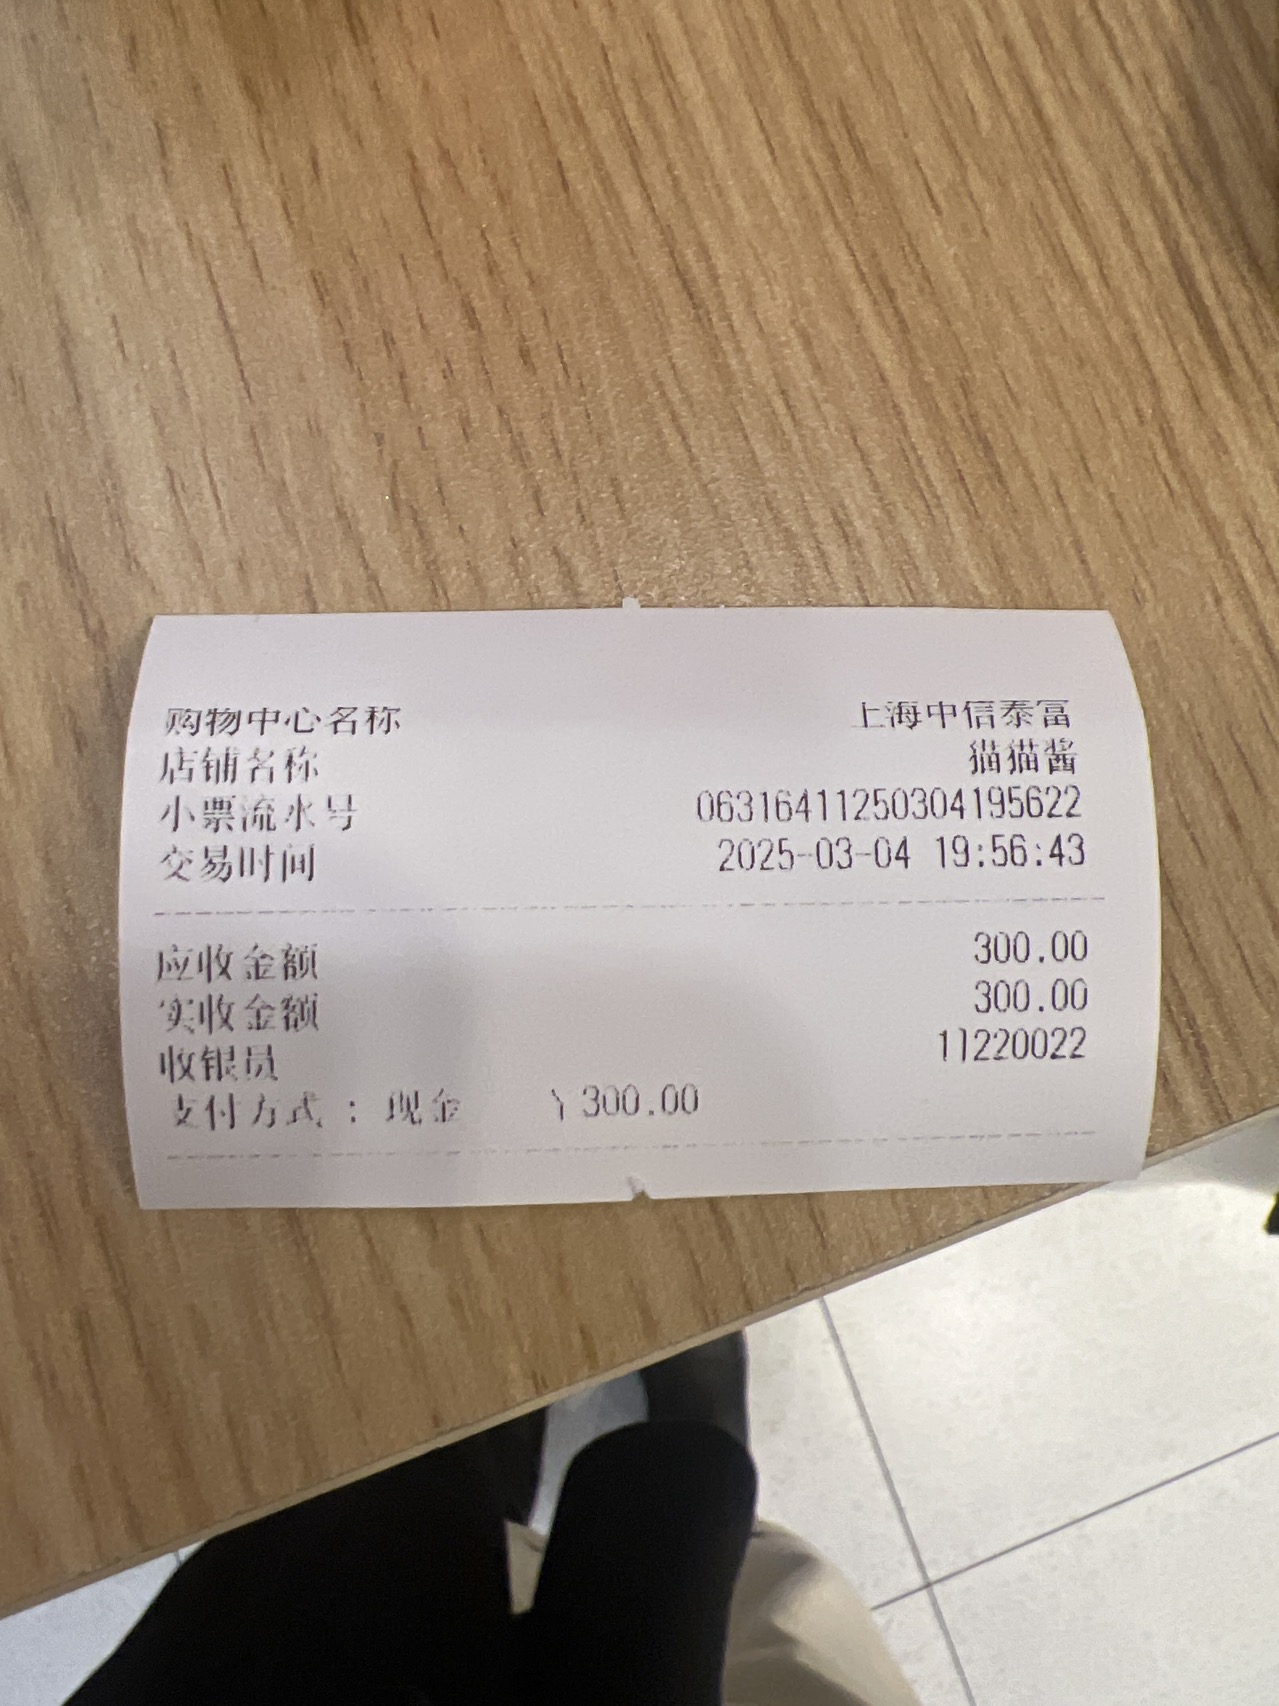 购物中心名称 上海中信泰富
店铺名称 猫猫酱
小票流水号 06316411250304195622
交易时间 2025-03-04 19:56:43
应收金额 300.00
实收金额 300.00
收银员 11220022
支付方式 : 现金 ¥300.00